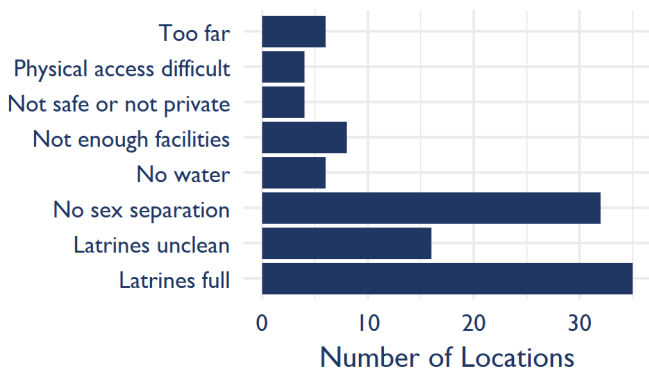 Too far
Physical access difficult
Not safe or not private
Not enough facilities
No water
No sex separation
Latrines unclean
Latrines full
0 10 20 30
Number of Locations